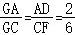 GA/GC = AD/CF = 2/6